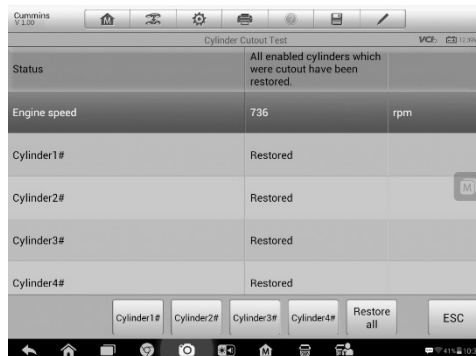 Cummins
V 1.00
Cylinder Cutout Test
VCI
Status
All enabled cylinders which
were cutout have been
restored.
Engine speed 736 rpm
Cylinder1# Restored
Cylinder2# Restored
M
Cylinder3# Restored
Cylinder4# Restored
Cylinder1# Cylinder2# Cylinder3# Cylinder4# Restore
all
ESC
41%